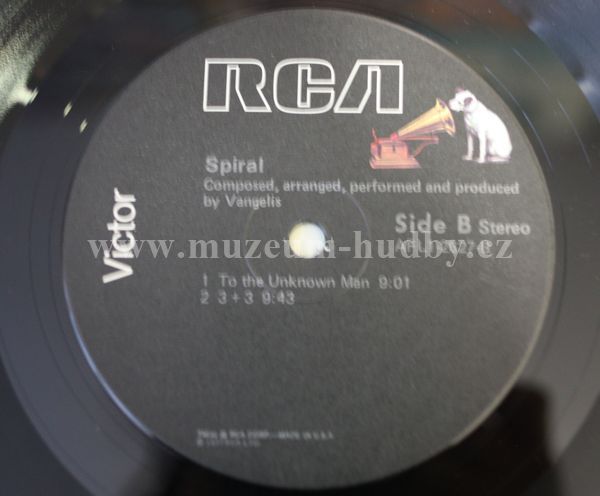 RCA
Spiral
Composed, arranged, performed and produced
by Vangelis
Victor
Side B Stereo
www.muzeum-hudby.cz
1 To the Unknown Man 9:01
2 3+3 9:43